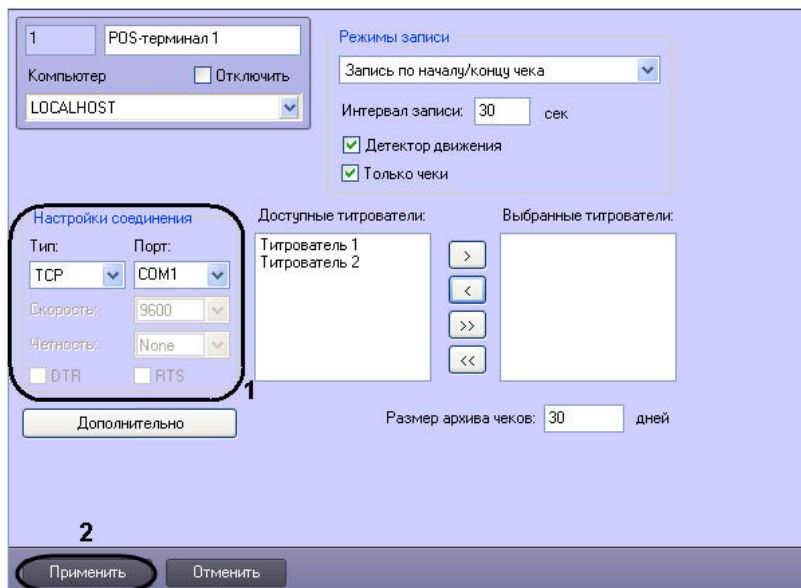 1
POS-терминал 1
Компьютер
Отключить
LOCALHOST
Режимы записи
Запись по началу/концу чека
Интервал записи: 30 сек
Детектор движения
Только чеки
Настройки соединения
Тип: Порт:
TCP COM1
Скорость: 9600
Четность: None
DTR RTS
1
Дополнительно
Доступные титрователи:
Титрователь 1
Титрователь 2
>
<
>>
<<
Выбранные титрователи:
Размер архива чеков: 30 дней
2
Применить Отменить